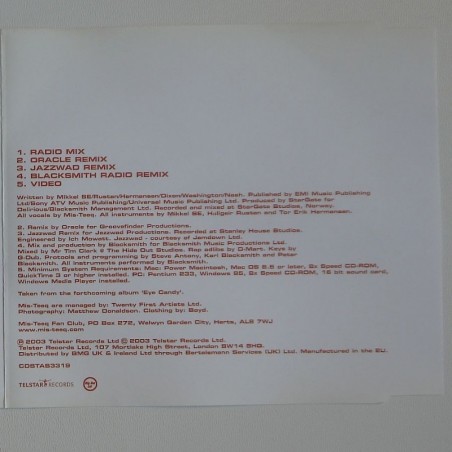 1. RADIO MIX
2. ORACLE REMIX
3. JAZZWAD REMIX
4. BLACKSMITH RADIO REMIX
5. VIDEO
Written by Mikkel SE/Rustan/Hermansen/Dixen/Washington/Nash. Published by EMI Music Publishing
Ltd/Sony ATV Music Publishing/Universal Music Publishing Ltd. Produced by StarGate for
Delirious/Blacksmith Management Ltd. Recorded and mixed at StarGate Studios, Norway.
All vocals by Mis-Teeq. All instruments by Mikkel SE, Hallgeir Rustan and Tor Erik Hermansen.
2. Remix by Oracle for Groovefinder Productions.
3. Jazzwad Remix for Jazzwad Productions. Recorded at Stanley House Studios.
Engineered by Ich Mowatt. Jazzwad - courtesy of Jamdown Ltd.
4. Mix and production by Blacksmith for Blacksmith Music Productions Ltd.
Mixed by Mr Tim Clark @ The Hide Out Studios. Rap edits by D-Mart. Keys by
G-Dub. Protools and programming by Steve Antony, Karl Blacksmith and Peter
Blacksmith. All instruments performed by Blacksmith.
5. Minimum System Requirements: Mac: Power Macintosh, Mac OS 8.6 or later, 8x Speed CD-ROM,
QuickTime 3 or higher installed. PC: Pentium 233, Windows 95, 8x Speed CD-ROM, 16 bit sound card,
Windows Media Player installed.
Taken from the forthcoming album 'Eye Candy'.
Mis-Teeq are managed by: Twenty First Artists Ltd.
Photography: Matthew Donaldson. Clothing by: Boyd.
Mis-Teeq Fan Club, PO BOX 272, Welwyn Garden City, Herts, AL8 7WJ
www.mis-teeq.com
℗ 2003 Telstar Records Ltd © 2003 Telstar Records Ltd.
Telstar Records Ltd, 107 Mortlake High Street, London SW14 8HQ.
Distributed by BMG UK & Ireland Ltd through Bertelsmann Services (UK) Ltd. Manufactured in the EU.
CDSTAS3319
TELSTAR RECORDS